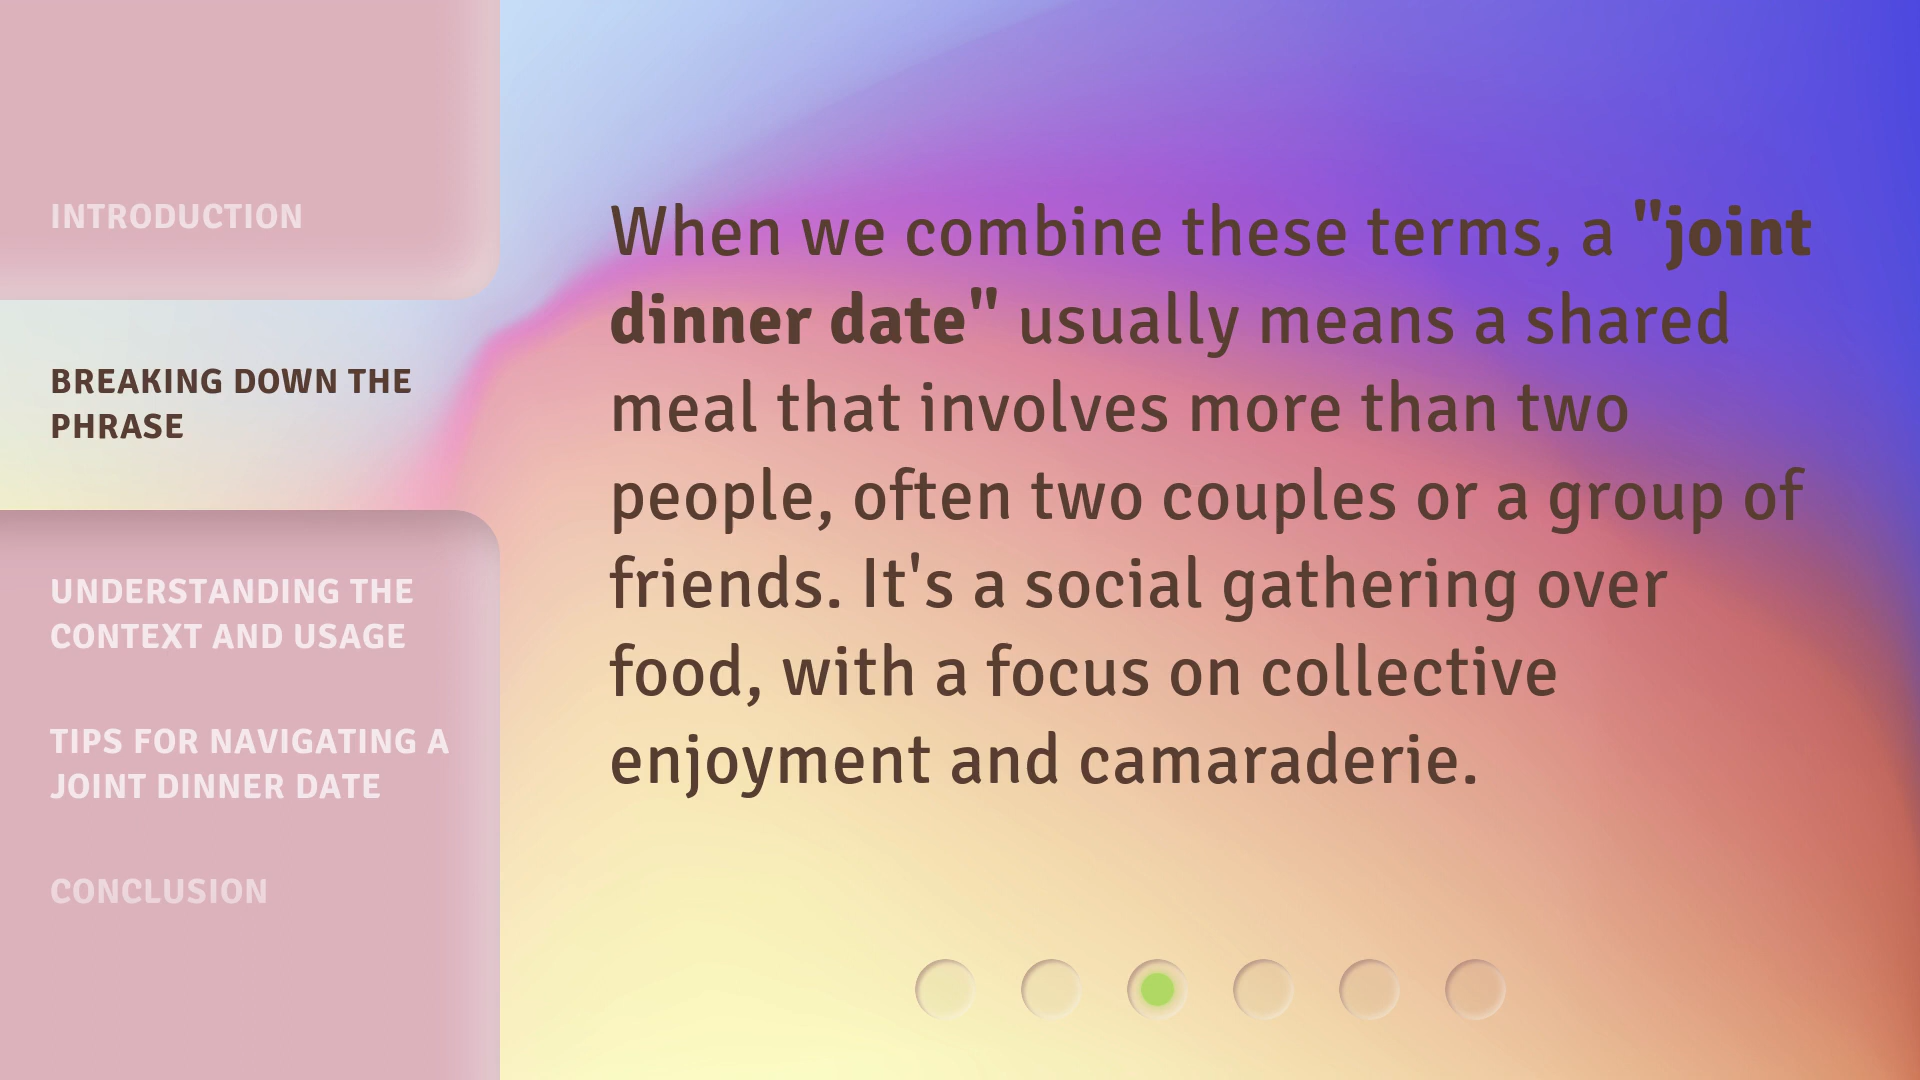 INTRODUCTION
BREAKING DOWN THE
PHRASE
UNDERSTANDING THE
CONTEXT AND USAGE
TIPS FOR NAVIGATING A
JOINT DINNER DATE
CONCLUSION
When we combine these terms, a "joint
dinner date" usually means a shared
meal that involves more than two
people, often two couples or a group of
friends. It's a social gathering over
food, with a focus on collective
enjoyment and camaraderie.